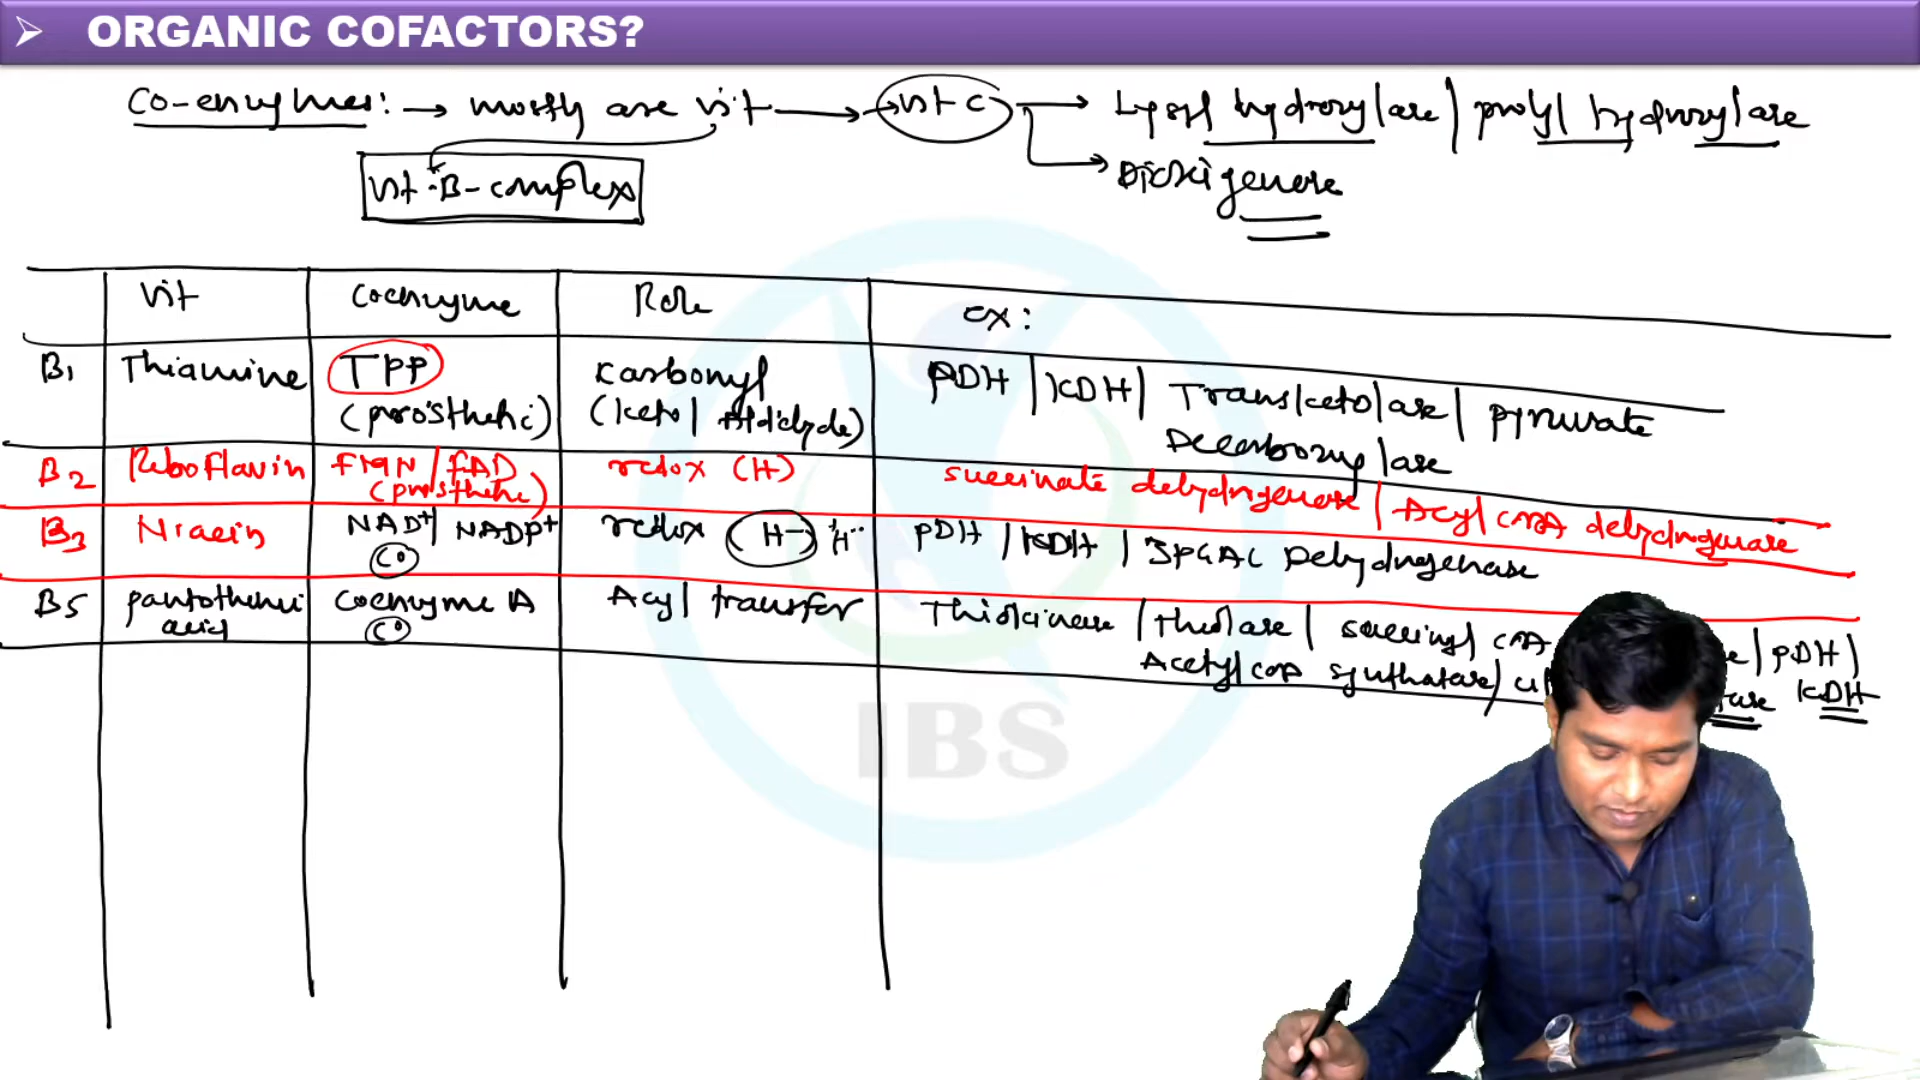 ORGANIC COFACTORS?
Co-enzymes: → mostly are vit → vit C → Lysyl hydroxylase | prolyl hydroxylase
vit-B-complex
Dioxigenase
Vit Coenzyme Role ex:
B1 Thiamine TPP Karbonyl PDH | KDH | Transketolase | pyruvate
(prosthetic) (keto | Aldehyde) Decarboxylase
B2 Riboflavin FMN/FAD redox (H) succinate dehydrogenase | Acyl CoA dehydrogenase
(prosthetic)
B3 Niacin NAD+/NADP+ redox (H-) PDH | KDH | 3PGAL Dehydrogenase
CO
B5 pantothenic Coenzyme A Acyl transfer Thiokinase | thiolase | succinyl CoA | PDH |
acid CO Acetyl CoA synthatase | KDH
IBS